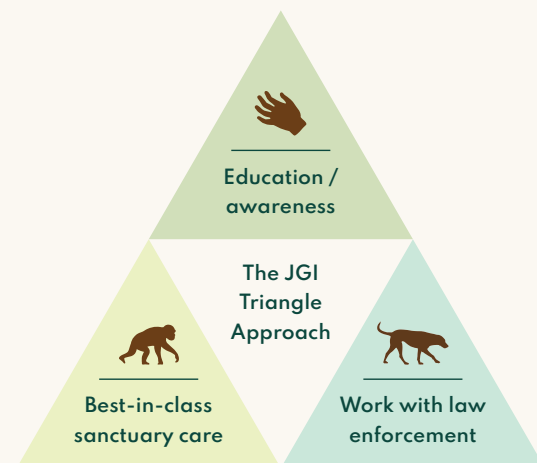 Education /
awareness
The JGI
Triangle
Approach
Best-in-class
sanctuary care
Work with law
enforcement